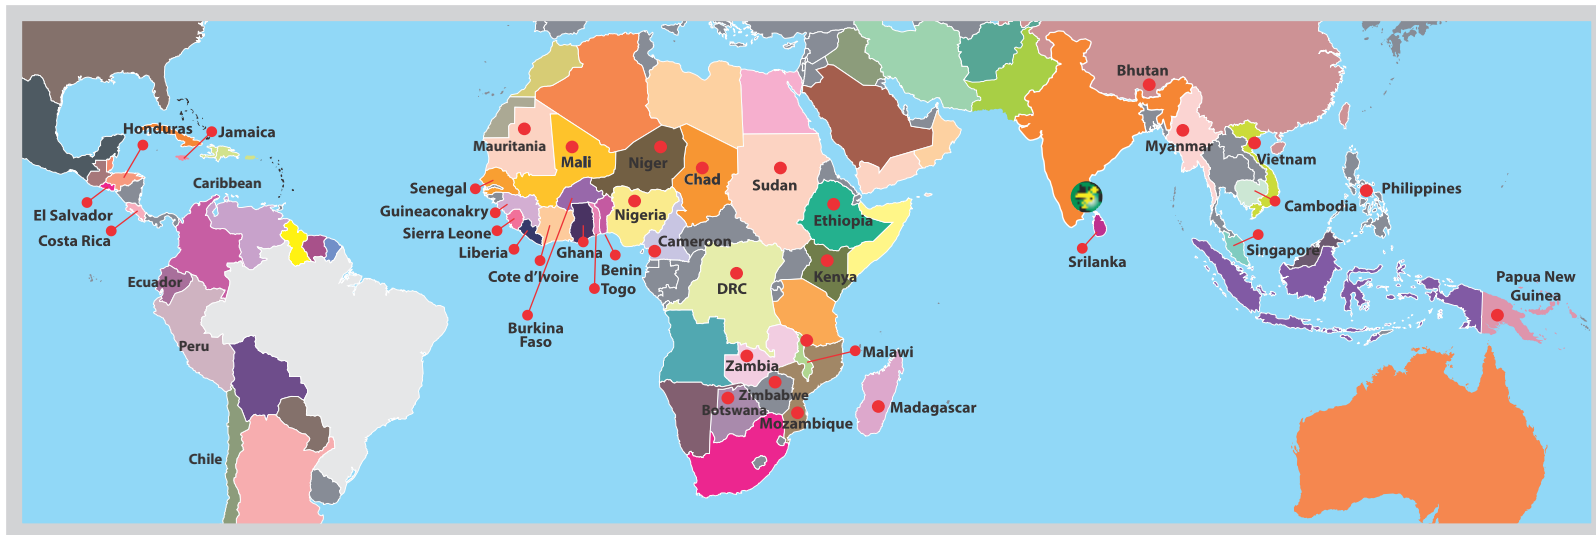 Honduras
Jamaica
Caribbean
El Salvador
Costa Rica
Ecuador
Peru
Chile
Mauritania
Mali
Niger
Chad
Sudan
Senegal
Guineaconakry
Sierra Leone
Liberia
Cote d'Ivoire
Ghana
Nigeria
Benin
Togo
Burkina
Faso
Cameroon
Ethiopia
Kenya
DRC
Zambia
Malawi
Zimbabwe
Botswana
Mozambique
Madagascar
Bhutan
Myanmar
Vietnam
Philippines
Cambodia
Singapore
Srilanka
Papua New
Guinea